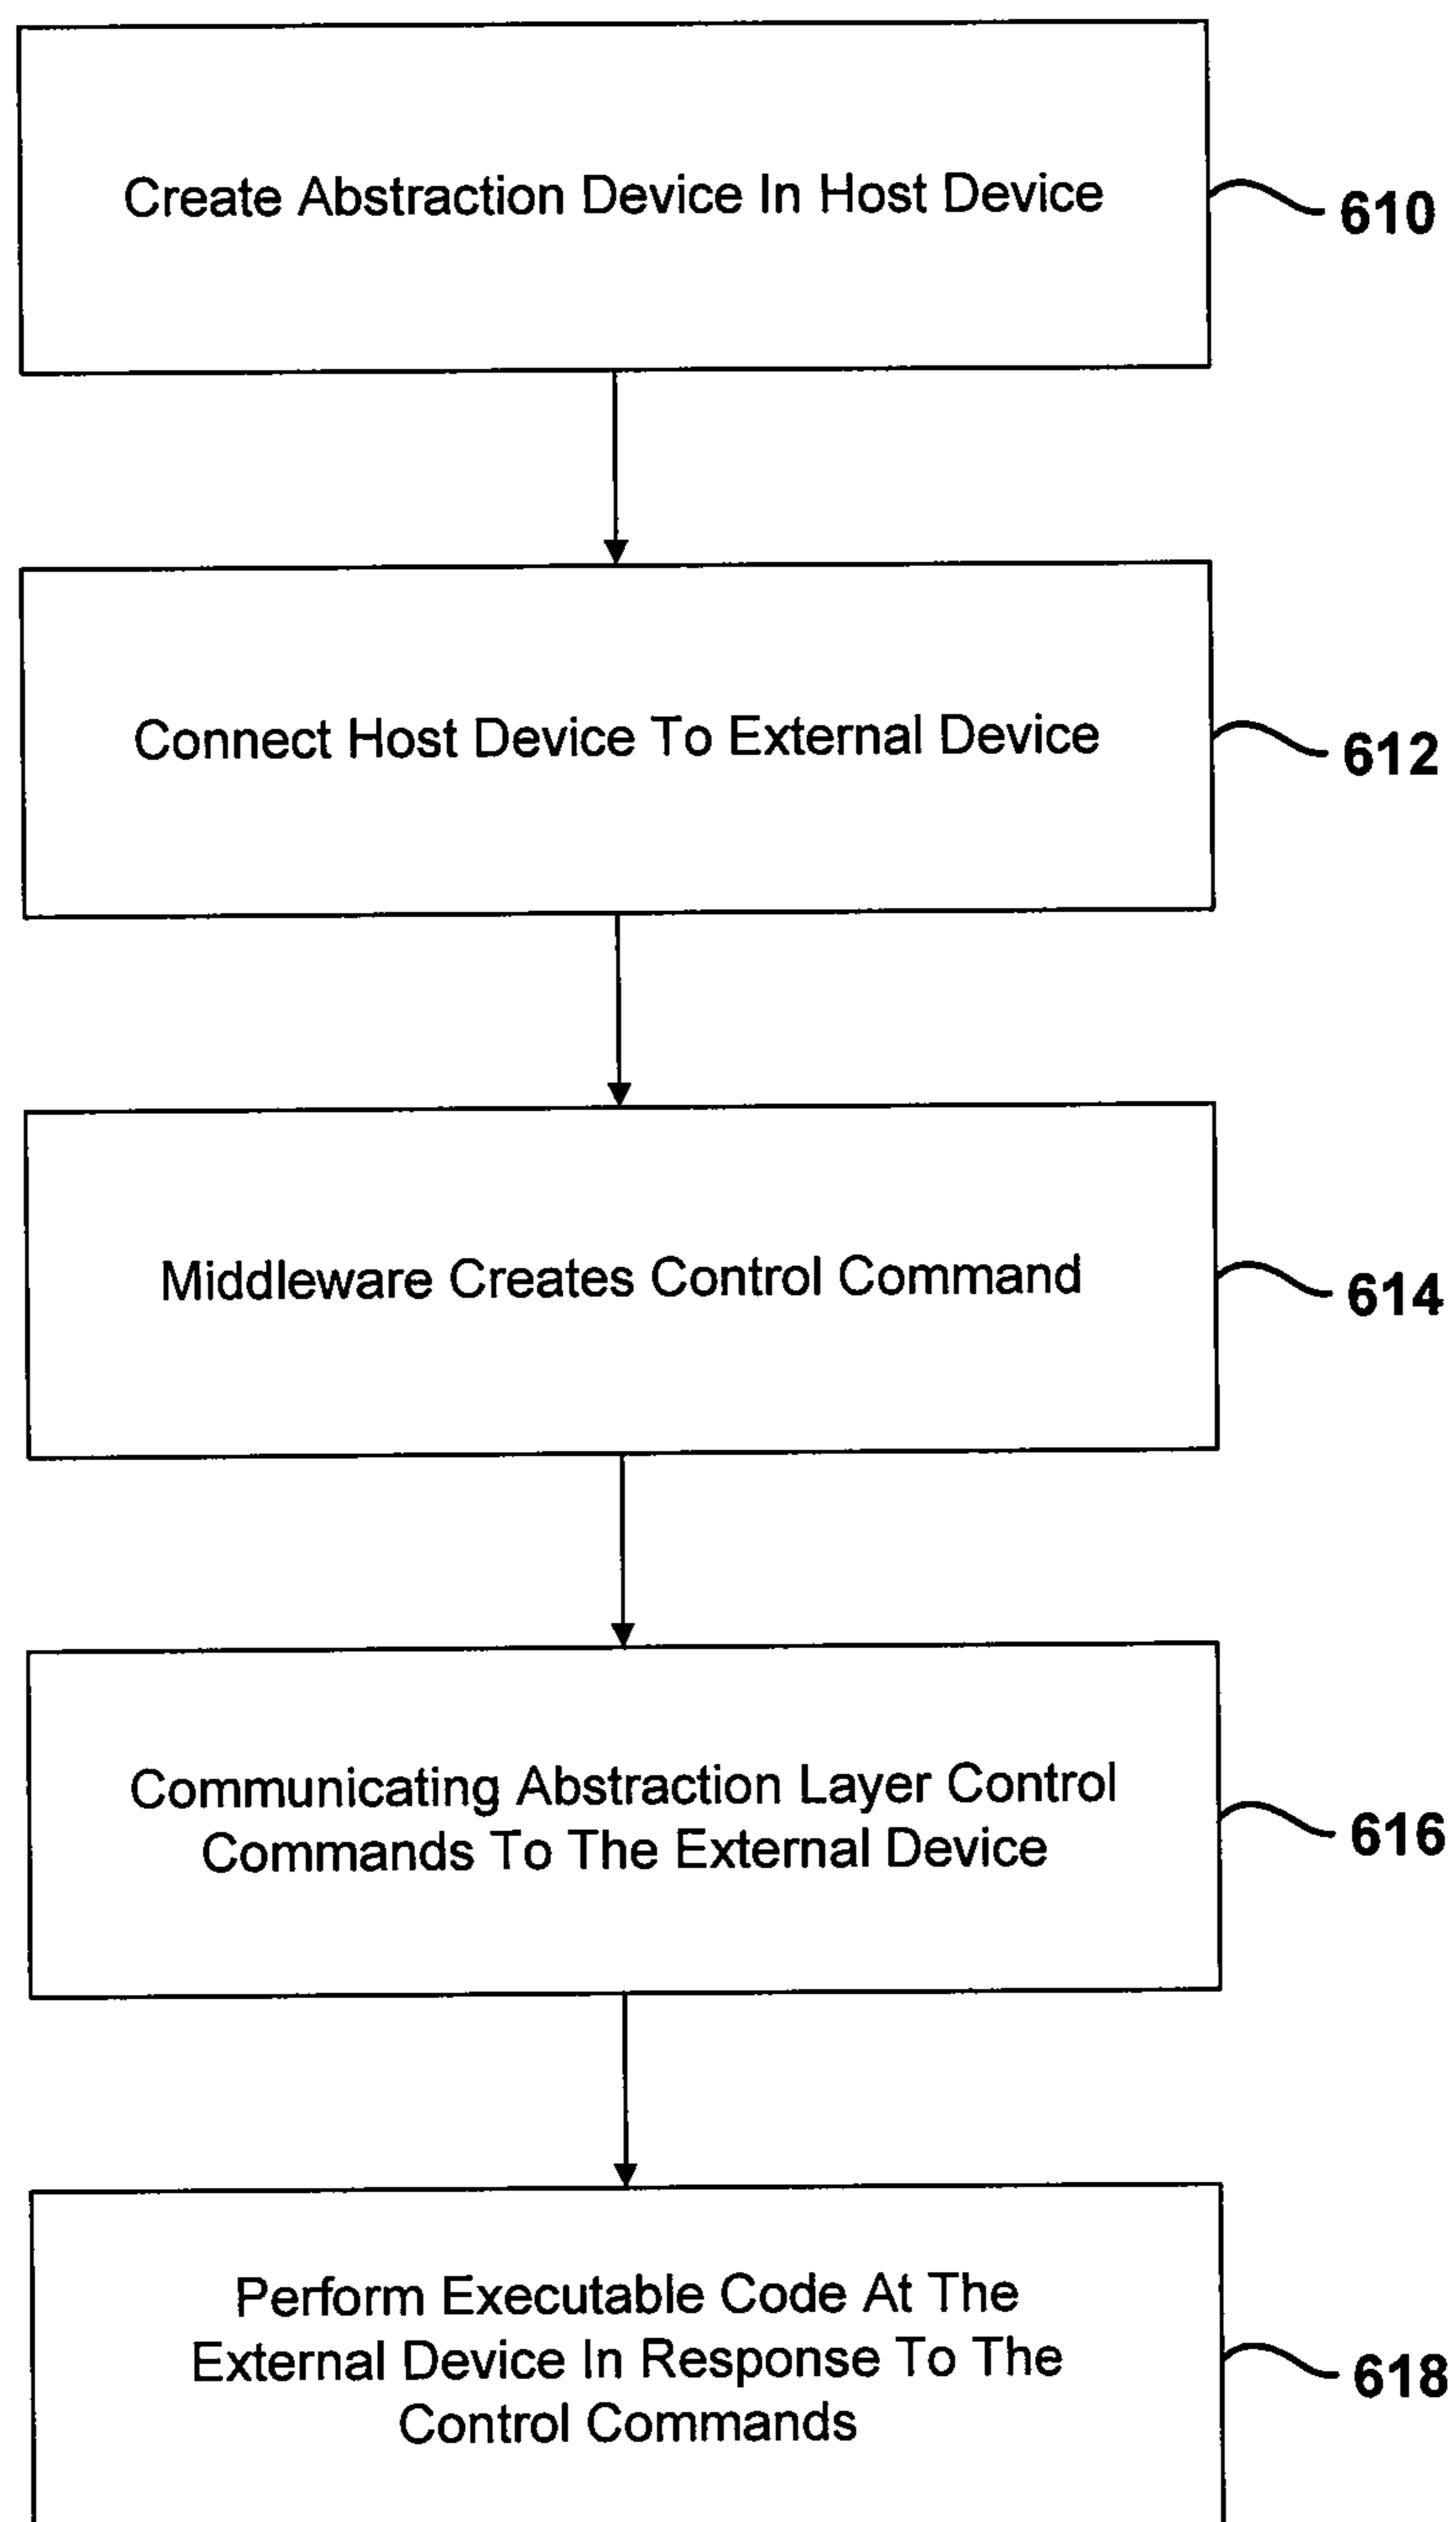 Create Abstraction Device In Host Device
610
Connect Host Device To External Device
612
Middleware Creates Control Command
614
Communicating Abstraction Layer Control
Commands To The External Device
616
Perform Executable Code At The
External Device In Response To The
Control Commands
618